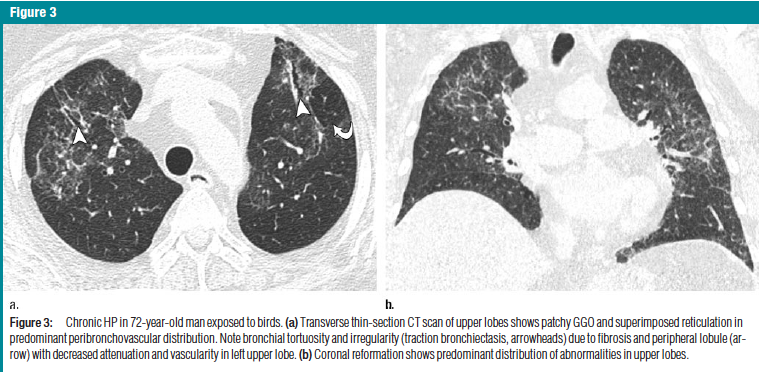 Figure 3
a.
b.
Figure 3: Chronic HP in 72-year-old man exposed to birds. (a) Transverse thin-section CT scan of upper lobes shows patchy GGO and superimposed reticulation in
predominant peribronchovascular distribution. Note bronchial tortuosity and irregularity (traction bronchiectasis, arrowheads) due to fibrosis and peripheral lobule (ar-
row) with decreased attenuation and vascularity in left upper lobe. (b) Coronal reformation shows predominant distribution of abnormalities in upper lobes.